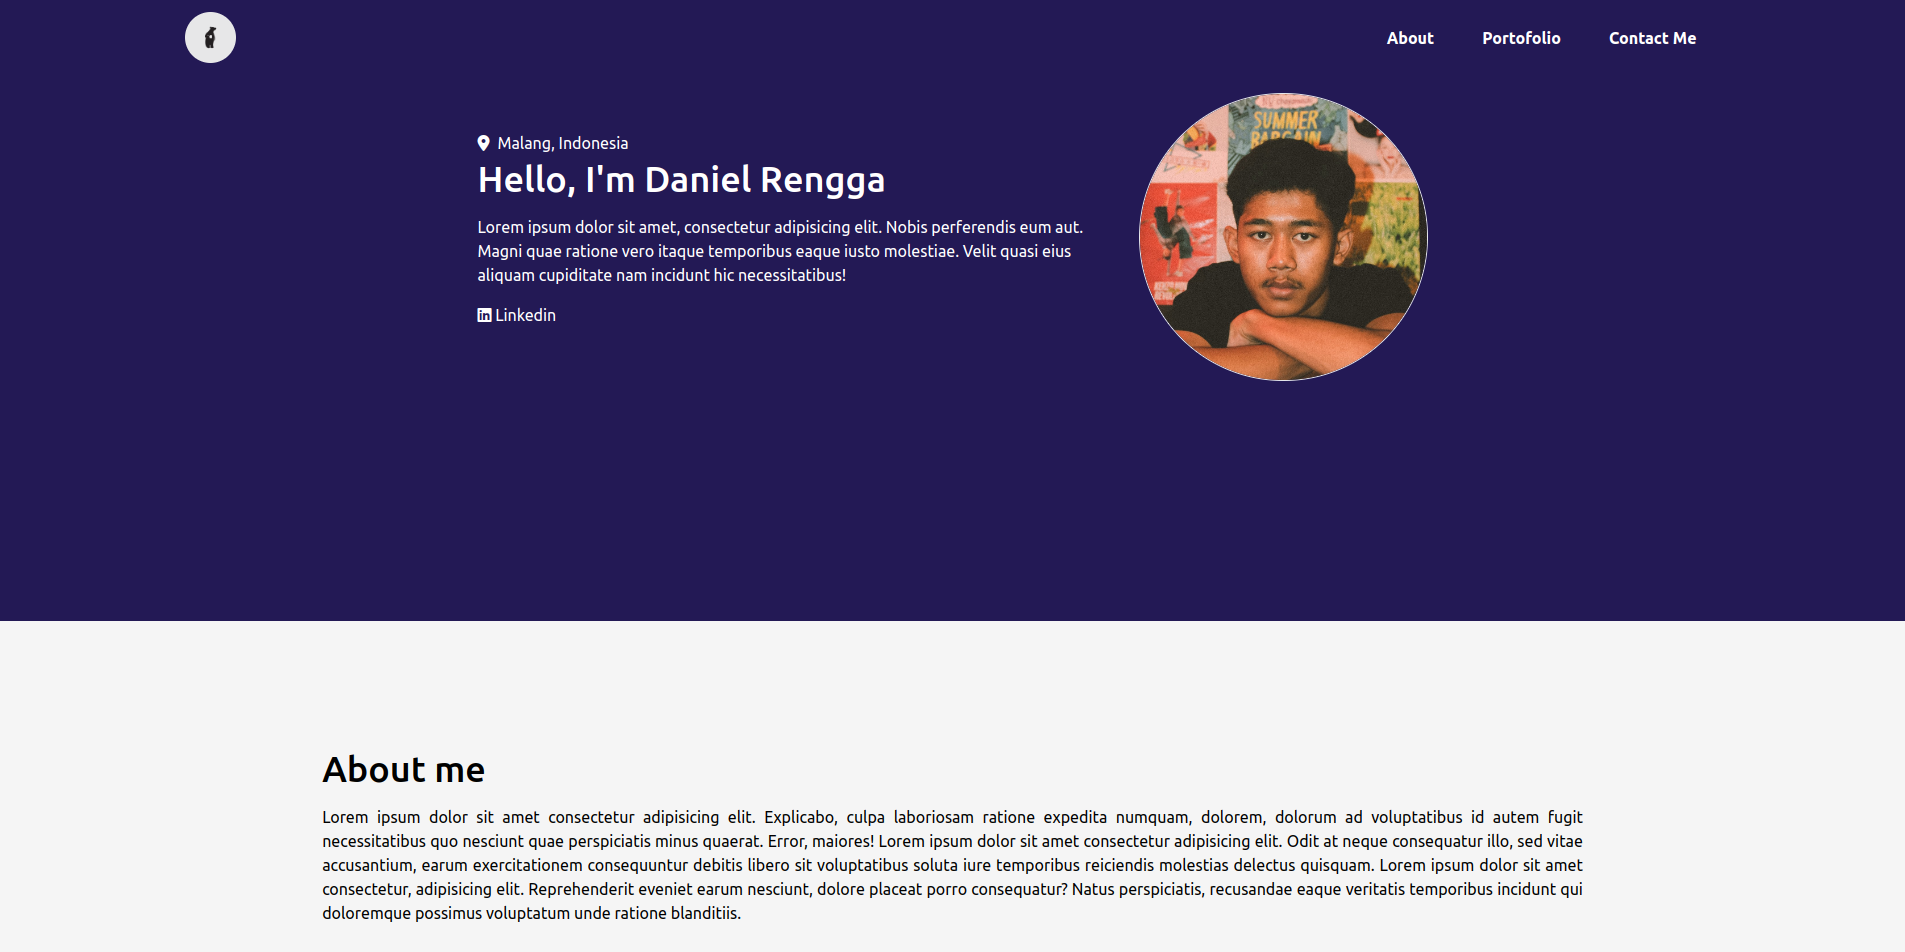 About Portofolio Contact Me
Malang, Indonesia
Hello, I'm Daniel Rengga
Lorem ipsum dolor sit amet, consectetur adipisicing elit. Nobis perferendis eum aut.
Magni quae ratione vero itaque temporibus eaque iusto molestiae. Velit quasi eius
aliquam cupiditate nam incidunt hic necessitatibus!
Linkedin
SUMMER
BARGAIN
About me
Lorem ipsum dolor sit amet consectetur adipisicing elit. Explicabo, culpa laboriosam ratione expedita numquam, dolorem, dolorum ad voluptatibus id autem fugit
necessitatibus quo nesciunt quae perspiciatis minus quaerat. Error, maiores! Lorem ipsum dolor sit amet consectetur adipisicing elit. Odit at neque consequatur illo, sed vitae
accusantium, earum exercitationem consequuntur debitis libero sit voluptatibus soluta iure temporibus reiciendis molestias delectus quisquam. Lorem ipsum dolor sit amet
consectetur, adipisicing elit. Reprehenderit eveniet earum nesciunt, dolore placeat porro consequatur? Natus perspiciatis, recusandae eaque veritatis temporibus incidunt qui
doloremque possimus voluptatum unde ratione blanditiis.